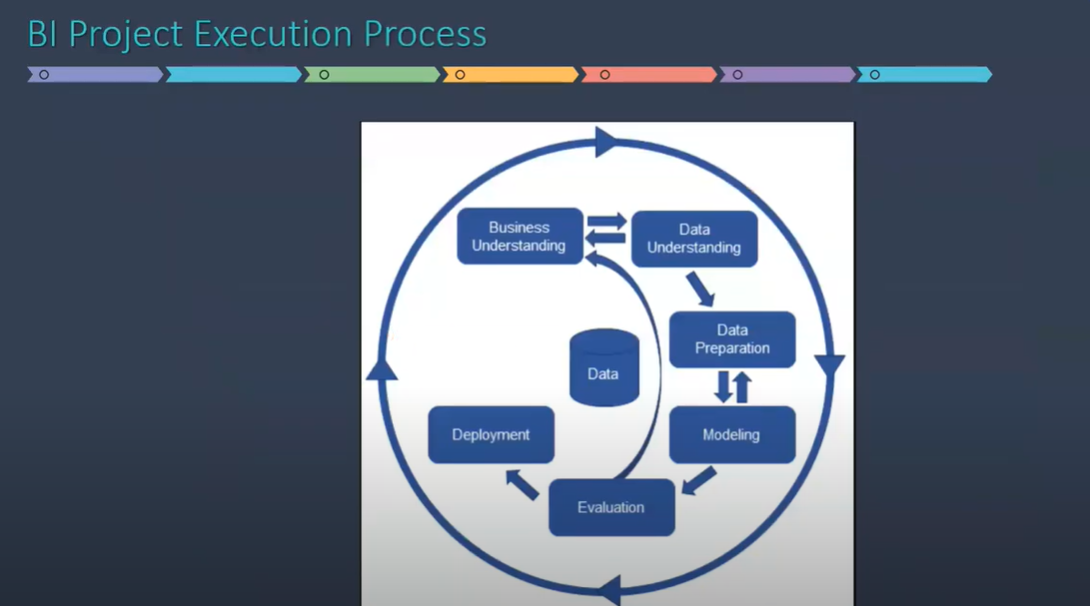 BI Project Execution Process
Business
Understanding
Data
Understanding
Data
Preparation
Data
Deployment
Modeling
Evaluation